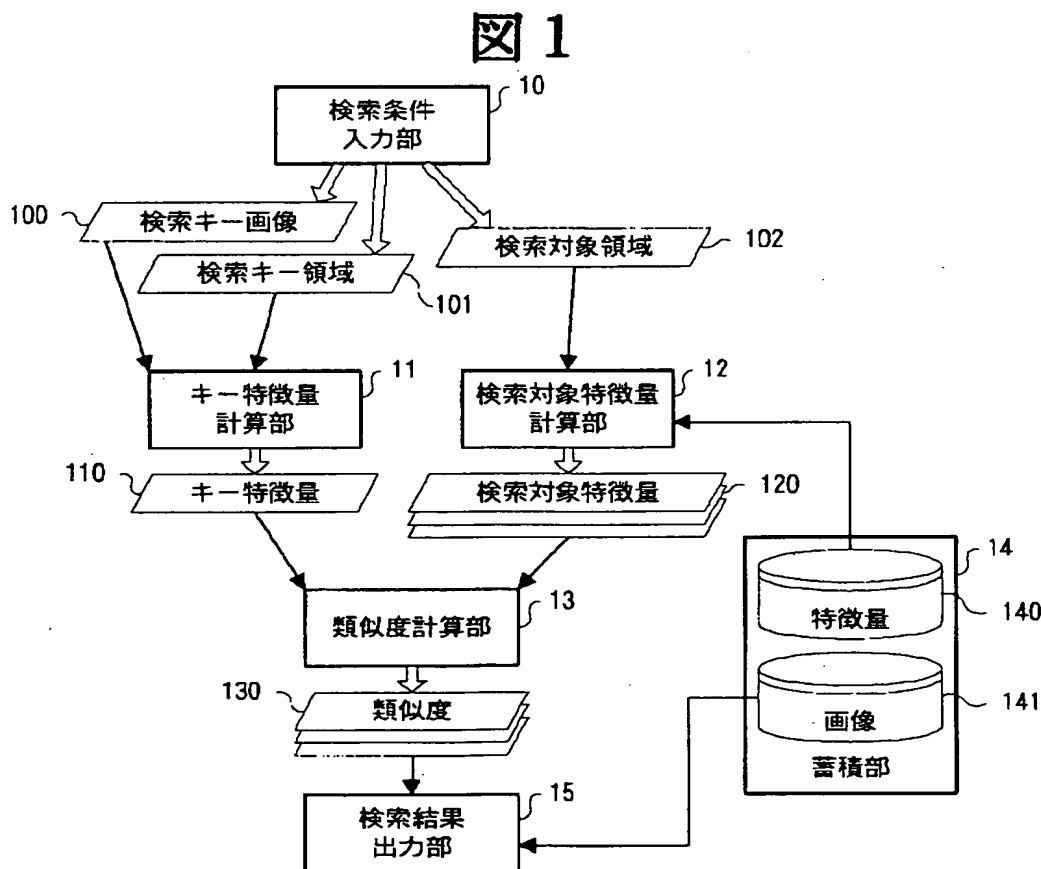 図1
10
検索条件
入力部
100
検索キー画像
検索対象領域
102
検索キー領域
101
11
キー特徴量
計算部
12
検索対象特徴量
計算部
110
キー特徴量
検索対象特徴量
120
14
特徴量
140
13
類似度計算部
130
類似度
画像
141
蓄積部
15
検索結果
出力部